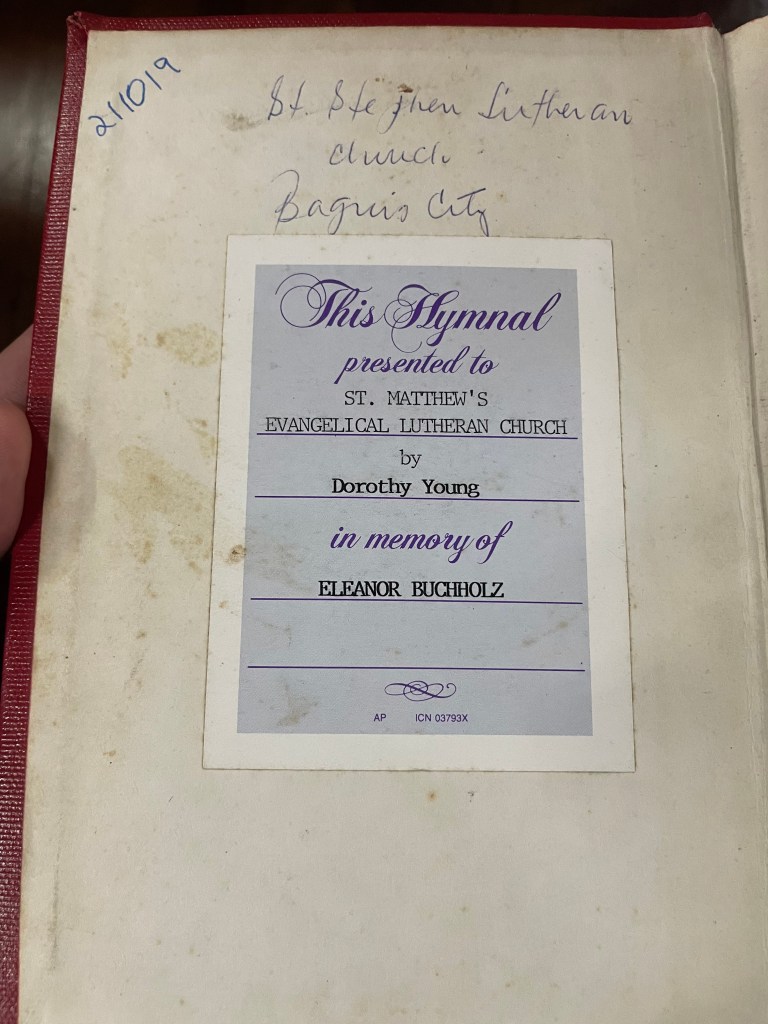 211019
St. Stephen Lutheran
church
Baguio City
This Hymnal
presented to
ST. MATTHEW'S
EVANGELICAL LUTHERAN CHURCH
by
Dorothy Young
in memory of
ELEANOR BUCHHOLZ
AP ICN 03793X